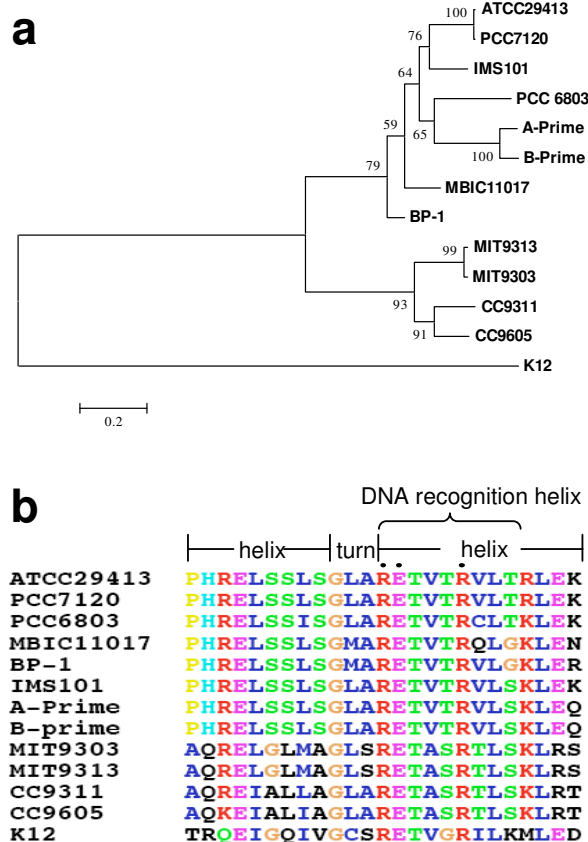 a
100
ATCC29413
PCC7120
76
IMS101
64
PCC 6803
65
A-Prime
100
B-Prime
59
MBIC11017
79
BP-1
99
MIT9313
MIT9303
93
CC9311
91
CC9605
K12
0.2
b
DNA recognition helix
helix turn helix
ATCC29413 PHRELSSLSGLARETVTRVLTRLEK
PCC7120 PHRELSSLSGLARETVTRVLTRLEK
PCC6803 PHRELSSISGLARETVTRCLTKLEK
MBIC11017 PHRELSSLSGMARETVTRQLGKLEN
BP-1 PHRELSSLSGMARETVTRVLGKLER
IMS101 PHRELSSLSGLARETVTRVLSKLEK
A-Prime PHRELSSLSGLARETVTRVLSKLEQ
B-prime PHRELSSLSGLARETVTRVLSKLEQ
MIT9303 AQRELGLMAGLSRETASRTLSKLRS
MIT9313 AQRELGLMAGLSRETASRTLSKLRS
CC9311 AQREIALLAGLSRETASRTLSKLRT
CC9605 AQKEIALIAGLSRETASRTLSKLRT
K12 TRQEIGQIVGCSRETVGRILKMLED